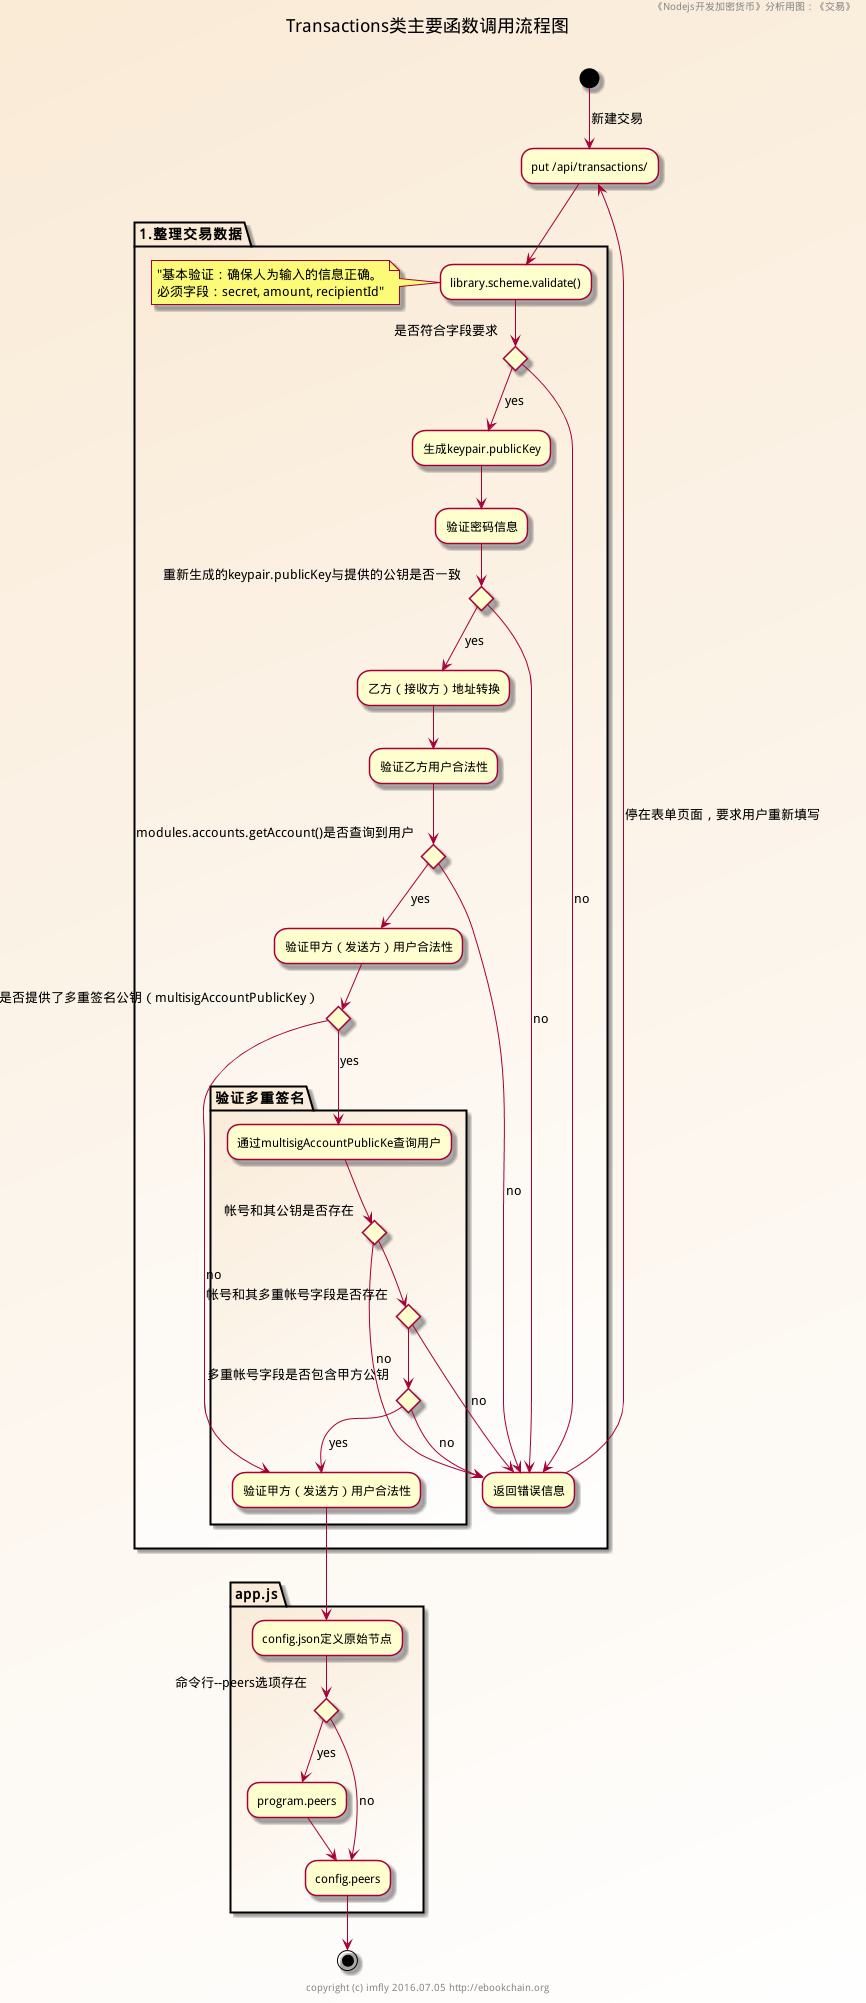 《Nodejs开发加密货币》分析用图：《交易》
Transactions类主要函数调用流程图
新建交易
put /api/transactions/
1.整理交易数据
"基本验证：确保人为输入的信息正确。
必须字段：secret, amount, recipientId"
library.scheme.validate()
是否符合字段要求
yes
生成keypair.publicKey
验证密码信息
重新生成的keypair.publicKey与提供的公钥是否一致
yes
乙方（接收方）地址转换
验证乙方用户合法性
停在表单页面，要求用户重新填写
modules.accounts.getAccount()是否查询到用户
yes
no
验证甲方（发送方）用户合法性
是否提供了多重签名公钥（multisigAccountPublicKey）
no
yes
验证多重签名
通过multisigAccountPublicKe查询用户
no
帐号和其公钥是否存在
no
帐号和其多重帐号字段是否存在
no
多重帐号字段是否包含甲方公钥
no
yes
no
验证甲方（发送方）用户合法性
返回错误信息
app.js
config.json定义原始节点
命令行--peers选项存在
yes
program.peers
no
config.peers
copyright (c) imfly 2016.07.05 http://ebookchain.org